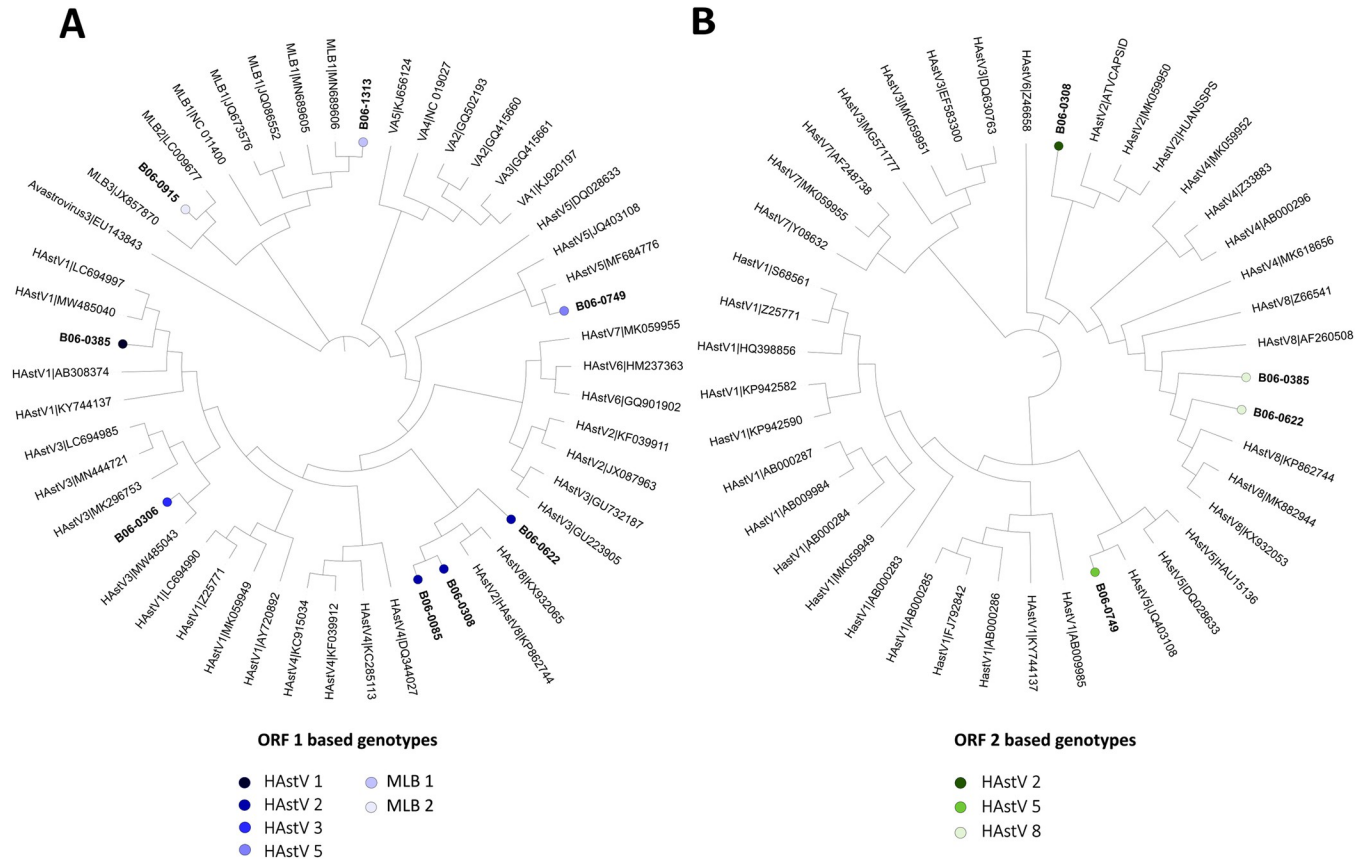 A
Avastrovirus3|EU143843
MLB3|JX857870
B06-0915
MLB2|LC009677
MLB1|NC 011400
MLB1|JQ673576
MLB1|JQ086552
MLB1|MN689605
MLB1|MN689606
B06-1313
VA5|KJ656124
VA4|NC 019027
VA2|GQ502193
VA2|GQ415660
VA3|GQ415661
VA1|KJ920197
HAstV5|DQ028633
HAstV5|JQ403108
HAstV5|MF684776
B06-0749
HAstV7|MK059955
HAstV6|HM237363
HAstV6|GQ901902
HAstV2|KF039911
HAstV2|JX087963
HAstV3|GU732187
HAstV3|GU223905
B06-0622
HAstV8|KX932065
HAstV2|HAstV8|KP862744
B06-0308
B06-0085
HAstV4|DQ344027
HAstV4|KC285113
HAstV4|KF039912
HAstV4|KC915034
HAstV1|AY720892
HAstV1|MK059949
HAstV1|Z25771
HAstV1|LC694990
HAstV3|MW485043
B06-0306
HAstV3|MK296753
HAstV3|MN444721
HAstV3|LC694985
HAstV1|KY744137
HAstV1|AB308374
B06-0385
HAstV1|MW485040
HAstV1|LC694997
ORF 1 based genotypes
HAstV 1
HAstV 2
HAstV 3
HAstV 5
MLB 1
MLB 2
B
HAstV6|Z46658
B06-0308
HAstV2|ATVCAPSID
HAstV2|MK059950
HAstV2|HUANSSPS
HAstV4|MK059952
HAstV4|Z33883
HAstV4|AB000296
HAstV4|MK618656
HAstV8|Z66541
HAstV8|AF260508
B06-0385
B06-0622
HAstV8|KP862744
HAstV8|MK882944
HAstV8|KX932053
HAstV5|HAU15136
HAstV5|DQ028633
HAstV5|JQ403108
B06-0749
HAstV1|AB009985
HAstV1|KY744137
HastV1|AB000286
HastV1|FJ792842
HAstV1|AB000285
HastV1|AB000283
HastV1|MK059949
HastV1|AB000284
HAstV1|AB009984
HAstV1|AB000287
HastV1|KP942590
HAstV1|KP942582
HAstV1|HQ398856
HAstV1|Z25771
HastV1|S68561
HAstV7|Y08632
HAstV7|MK059955
HAstV7|AF248738
HAstV3|MG571777
HAstV3|MK059951
HAstV3|EF583300
HAstV3|DQ630763
ORF 2 based genotypes
HAstV 2
HAstV 5
HAstV 8